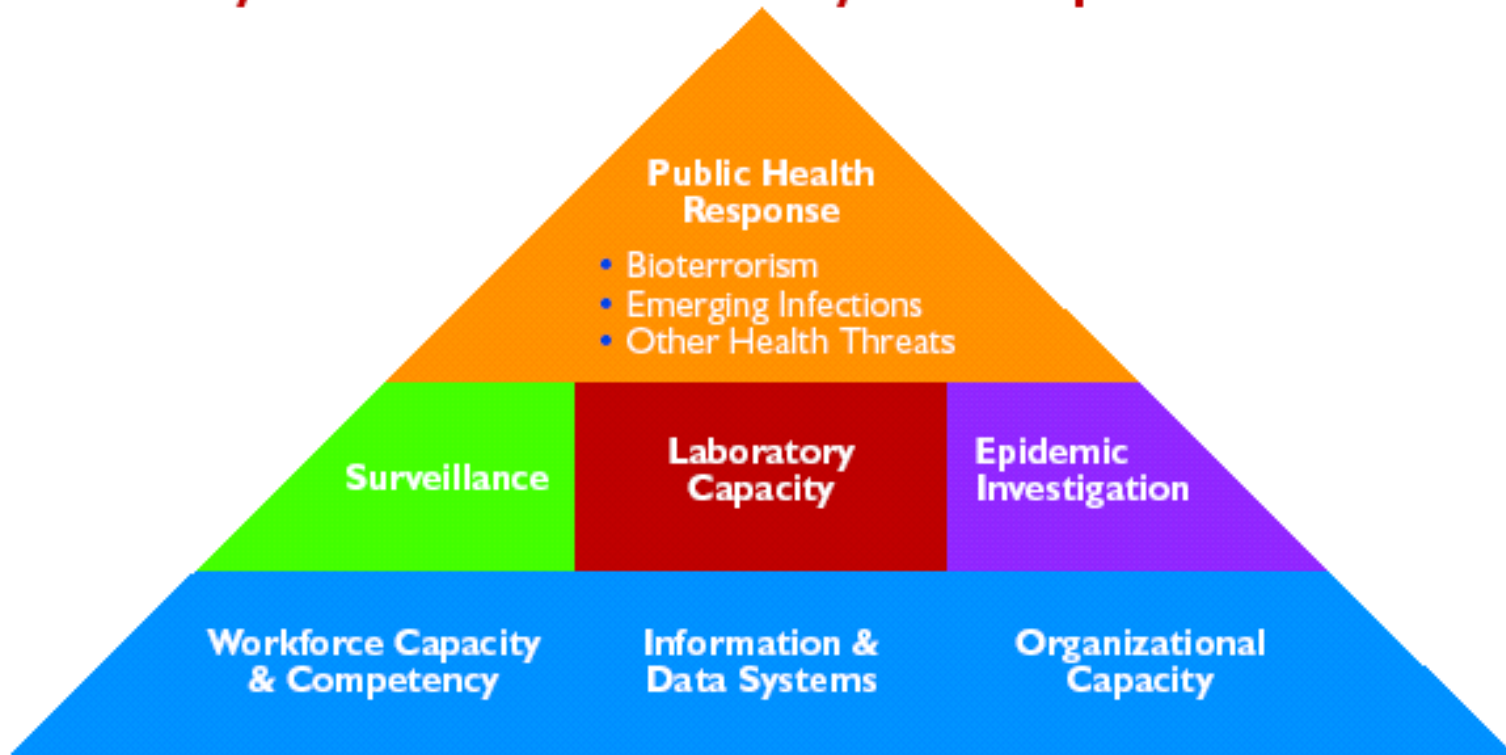 Public Health
Response
• Bioterrorism
• Emerging Infections
• Other Health Threats
Surveillance
Laboratory
Capacity
Epidemic
Investigation
Workforce Capacity
& Competency
Information &
Data Systems
Organizational
Capacity